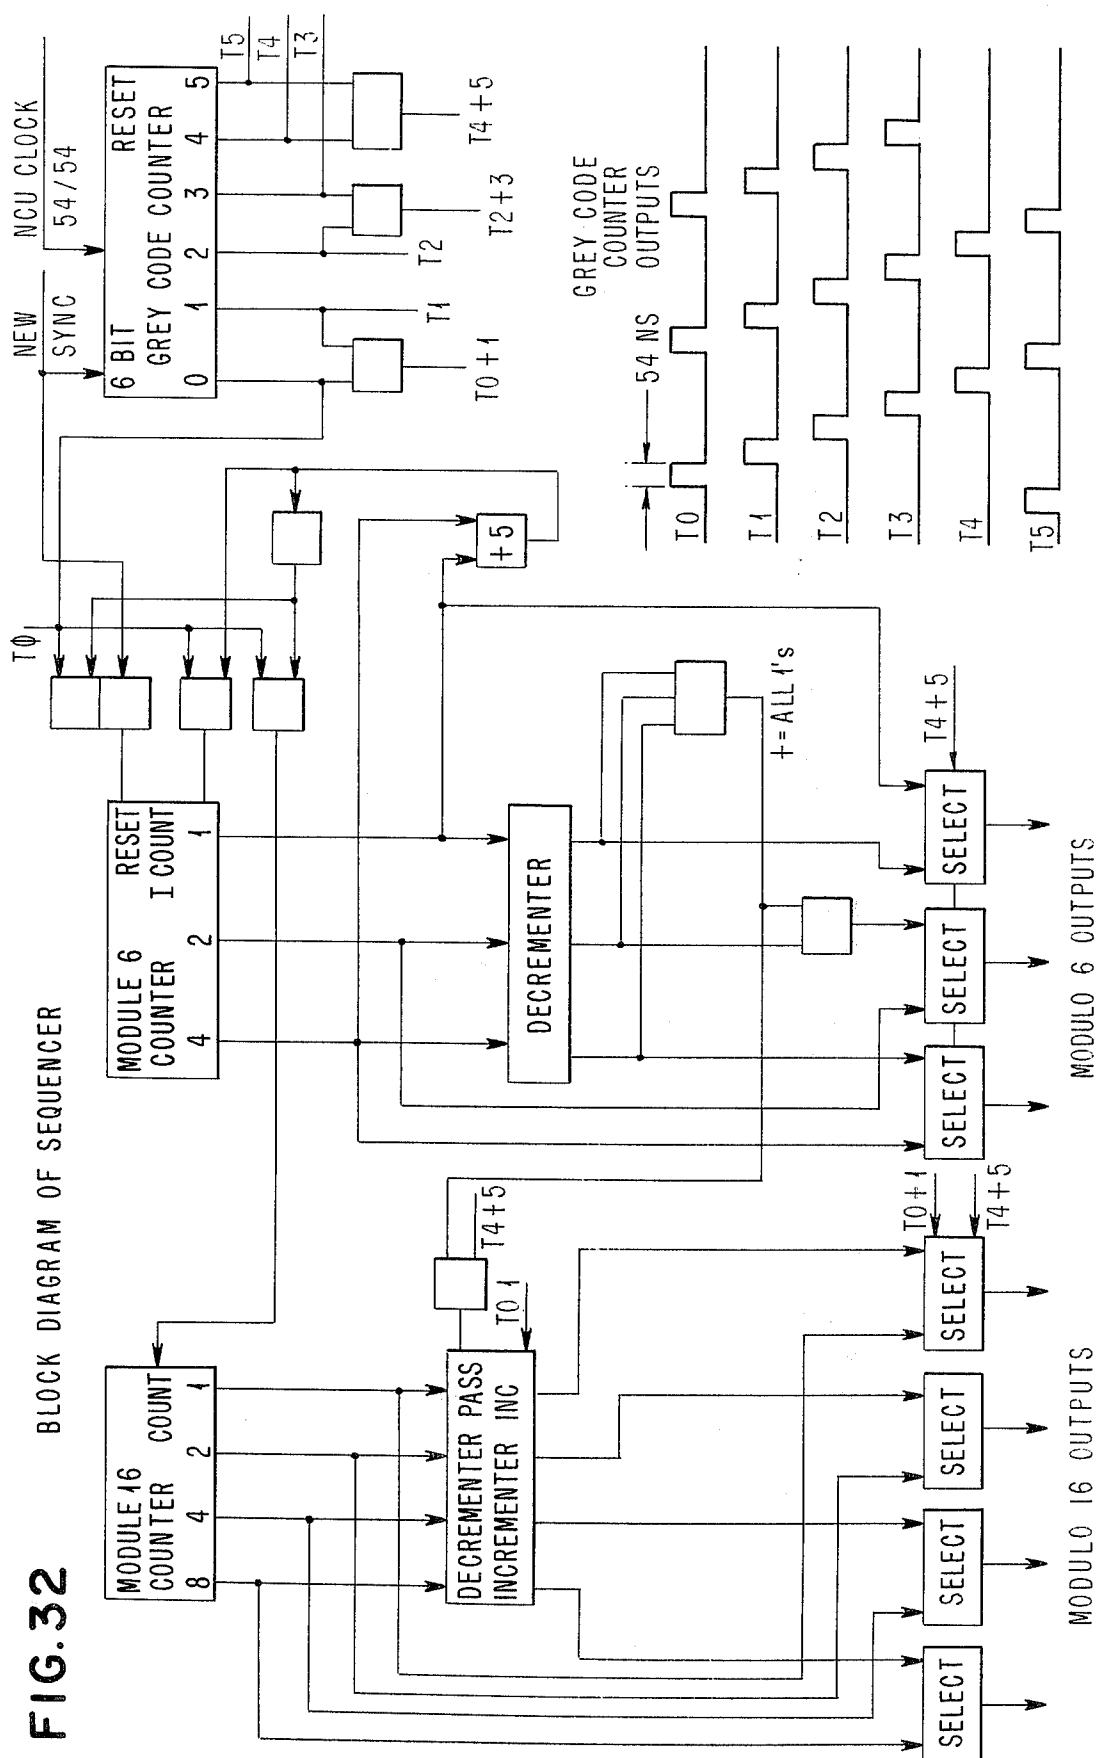 FIG.32
BLOCK DIAGRAM OF SEQUENCER
MODULE 16
COUNTER
COUNT
8
4
2
1
DECREMENTER PASS
INCREMENTER INC
T4+5
T0 1
SELECT
SELECT
SELECT
SELECT
T0+1
T4+5
MODULO 16 OUTPUTS
MODULE 6
COUNTER
RESET
I COUNT
4
2
1
TΦ
DECREMENTER
+5
+=ALL 1's
SELECT
SELECT
SELECT
T4+5
MODULO 6 OUTPUTS
NEW
SYNC
NCU CLOCK
54/54
6 BIT
RESET
GREY CODE COUNTER
0
1
2
3
4
5
T5
T4
T3
T1
T2
T0+1
T2+3
T4+5
GREY CODE
COUNTER
OUTPUTS
54 NS
T0
T1
T2
T3
T4
T5